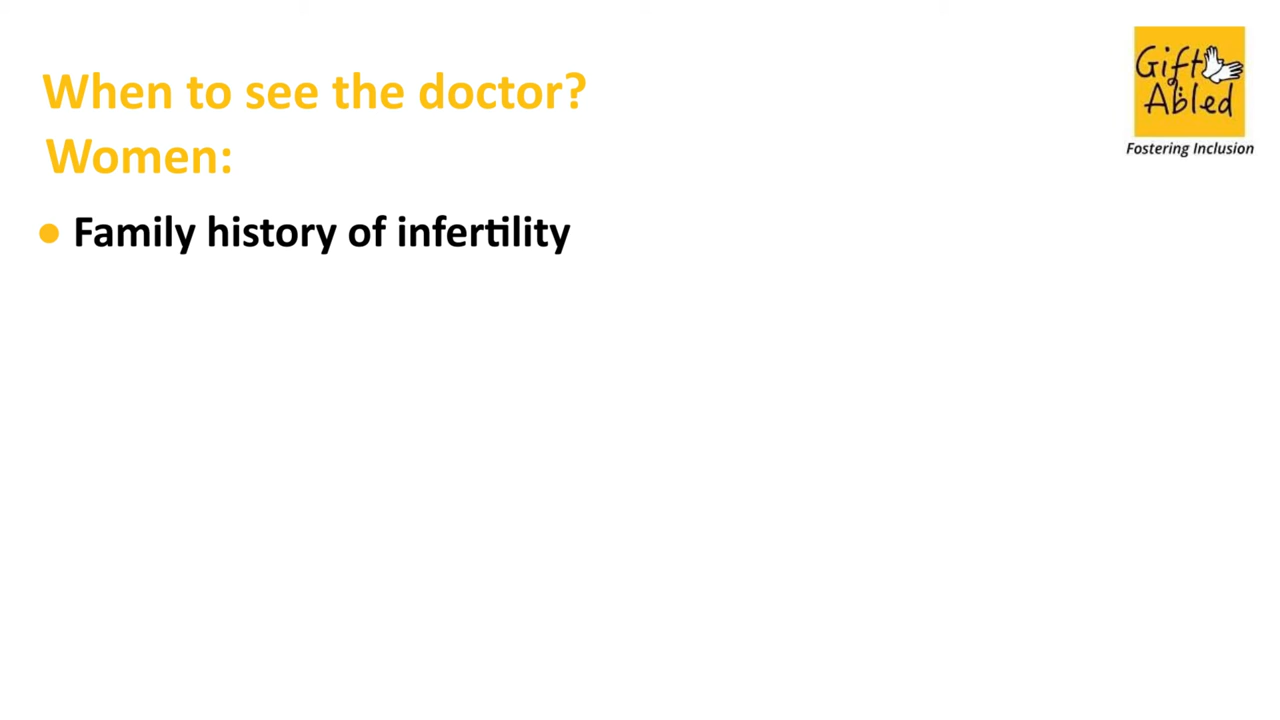 When to see the doctor?
Women:
● Family history of infertility
Gift
Abled
Fostering Inclusion